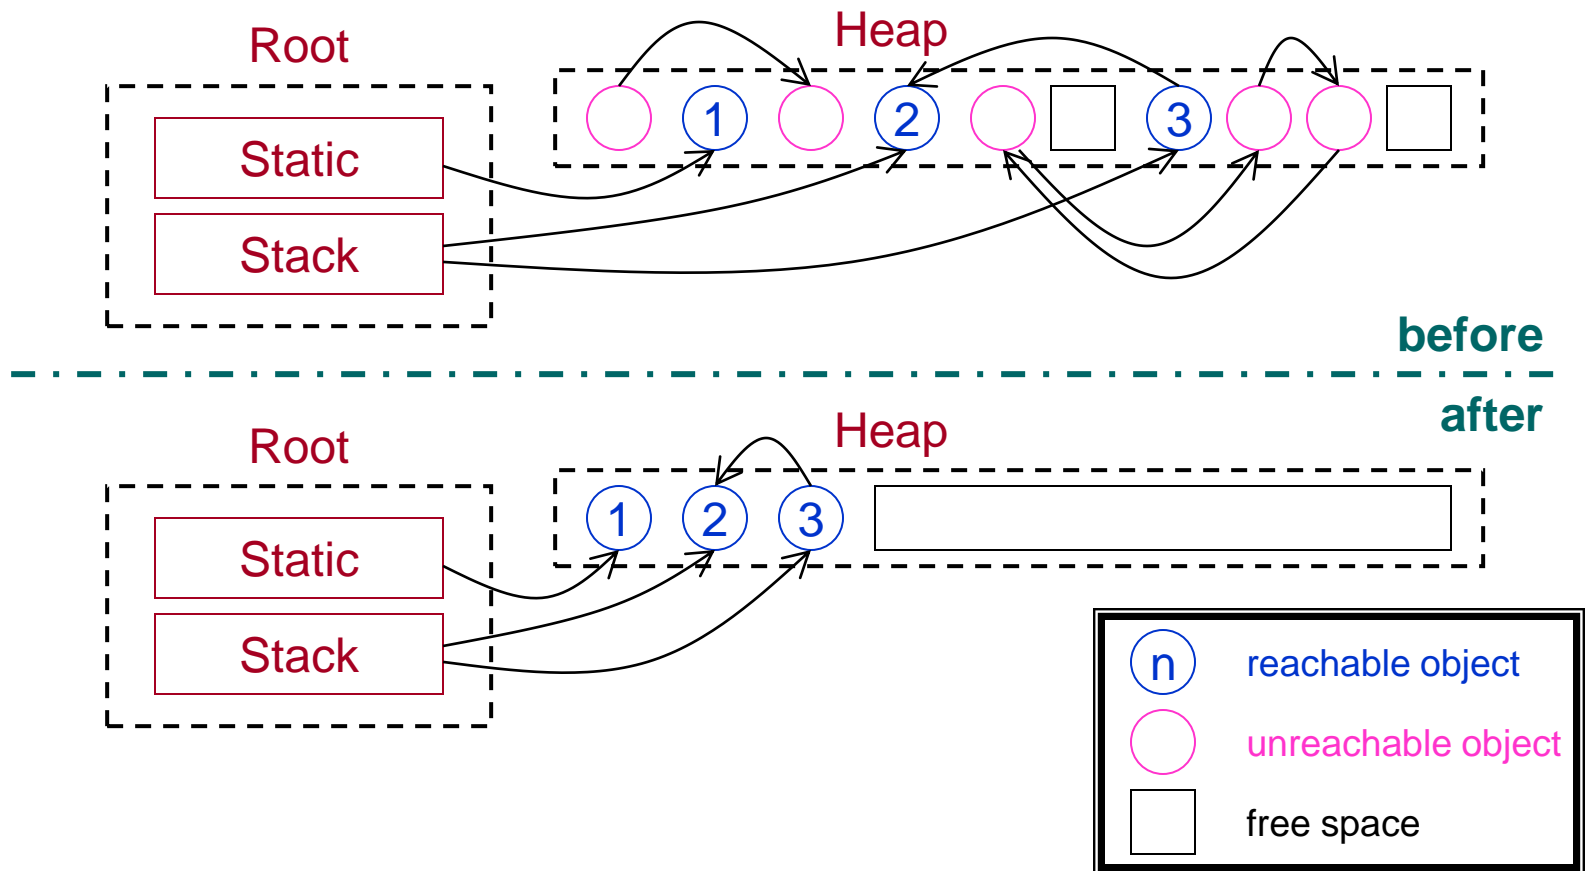 Root
Heap
Static
1
2
3
Stack
before
after
Root
Heap
Static
1
2
3
Stack
n reachable object
unreachable object
free space